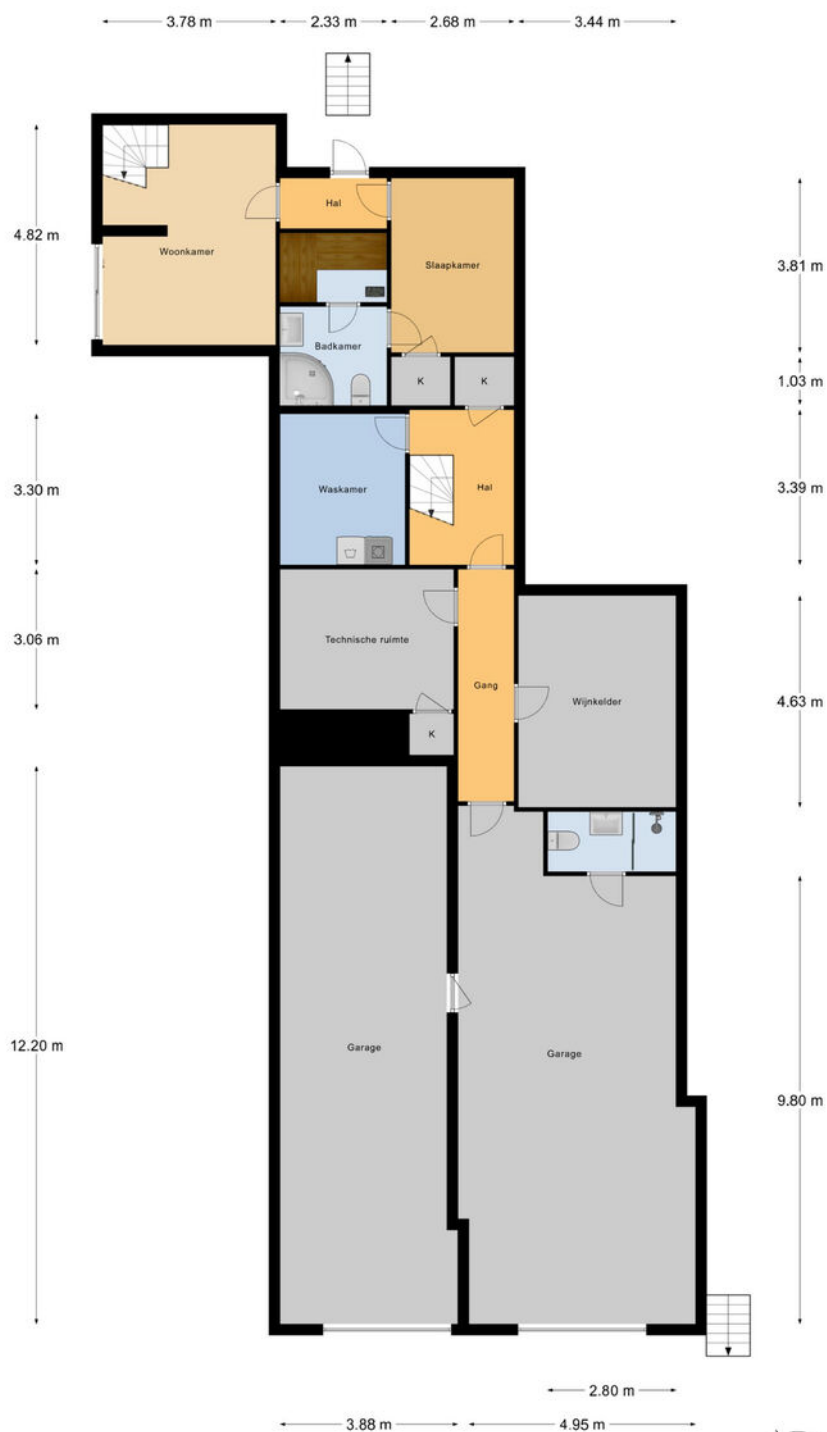 3.78 m
2.33 m
2.68 m
3.44 m
4.82 m
Hal
Woonkamer
Slaapkamer
3.81 m
Badkamer
K
K
1.03 m
3.30 m
Waskamer
Hal
3.39 m
3.06 m
Technische ruimte
Gang
Wijnkelder
4.63 m
K
12.20 m
Garage
Garage
9.80 m
2.80 m
3.88 m
4.95 m